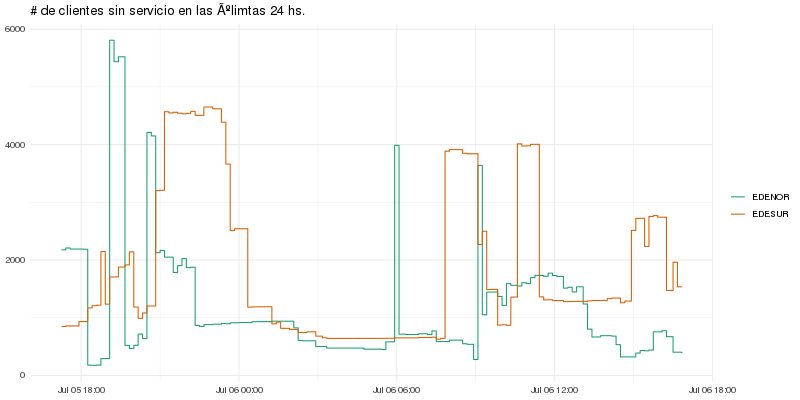 # de clientes sin servicio en las Ãºlimtas 24 hs.
6000
4000
2000
0
Jul 05 18:00
Jul 06 00:00
Jul 06 06:00
Jul 06 12:00
Jul 06 18:00
EDENOR
EDESUR